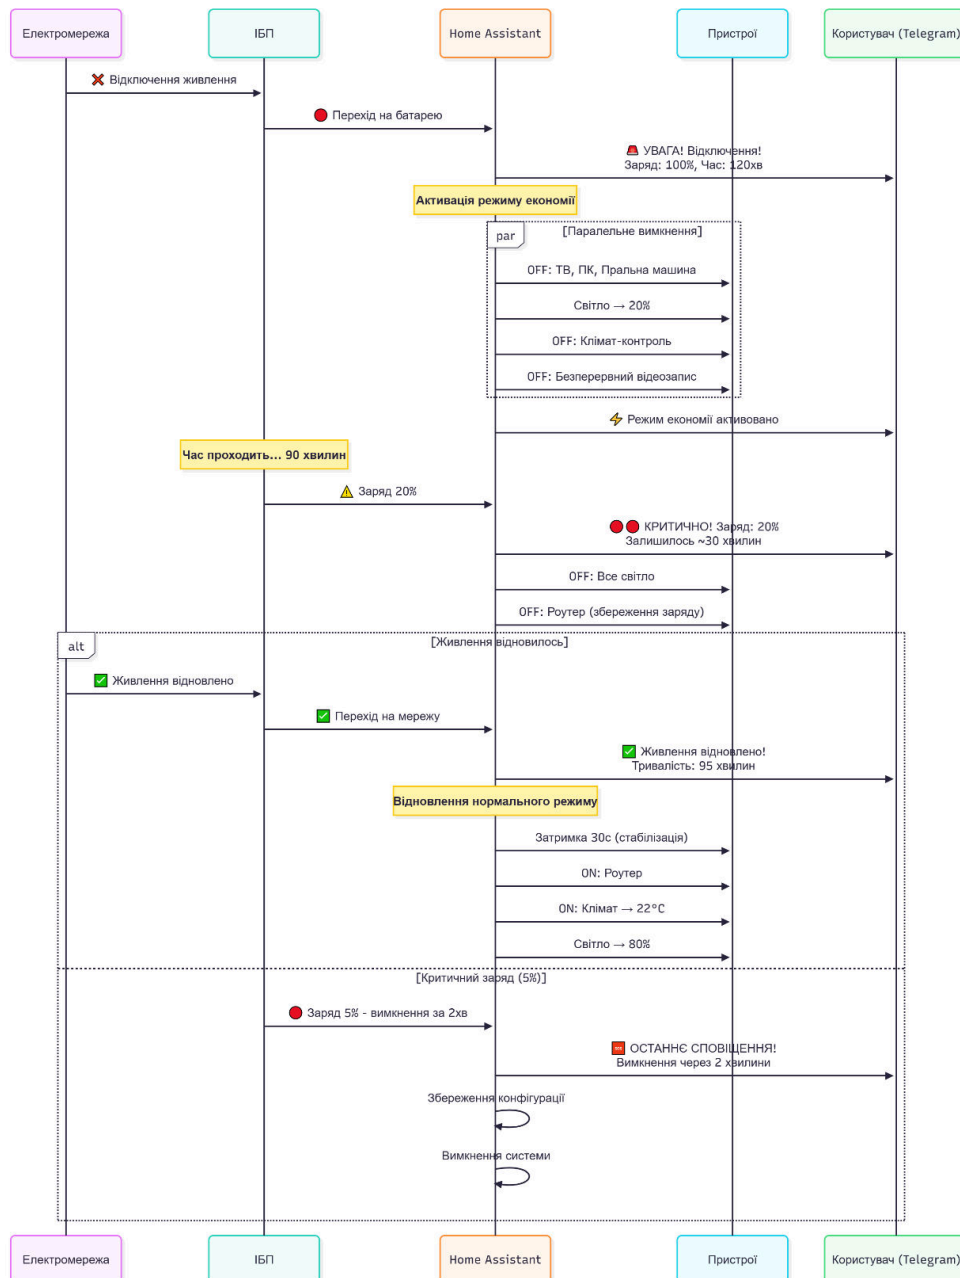 Електромережа
ІБП
Home Assistant
Пристрої
Користувач (Telegram)
❌ Відключення живлення
🔴 Перехід на батарею
🚨 УВАГА! Відключення!
Заряд: 100%, Час: 120хв
Активація режиму економії
par
[Паралельне вимкнення]
OFF: ТВ, ПК, Пральна машина
Світло → 20%
OFF: Клімат-контроль
OFF: Безперервний відеозапис
⚡ Режим економії активовано
Час проходить... 90 хвилин
⚠️ Заряд 20%
🔴🔴 КРИТИЧНО! Заряд: 20%
Залишилось ~30 хвилин
OFF: Все світло
OFF: Роутер (збереження заряду)
alt
[Живлення відновилось]
✅ Живлення відновлено
✅ Перехід на мережу
✅ Живлення відновлено!
Тривалість: 95 хвилин
Відновлення нормального режиму
Затримка 30с (стабілізація)
ON: Роутер
ON: Клімат → 22°C
Світло → 80%
[Критичний заряд (5%)]
🔴 Заряд 5% - вимкнення за 2хв
🆘 ОСТАННЄ СПОВІЩЕННЯ!
Вимкнення через 2 хвилини
Збереження конфігурації
Вимкнення системи
Електромережа
ІБП
Home Assistant
Пристрої
Користувач (Telegram)